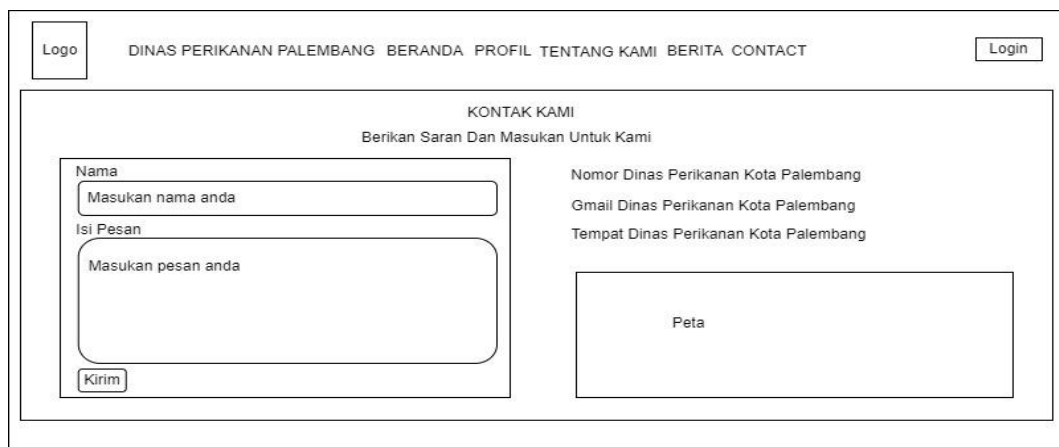 Logo
DINAS PERIKANAN PALEMBANG BERANDA PROFIL TENTANG KAMI BERITA CONTACT
Login
KONTAK KAMI
Berikan Saran Dan Masukan Untuk Kami
Nama
Masukan nama anda
Isi Pesan
Masukan pesan anda
Kirim
Nomor Dinas Perikanan Kota Palembang
Gmail Dinas Perikanan Kota Palembang
Tempat Dinas Perikanan Kota Palembang
Peta